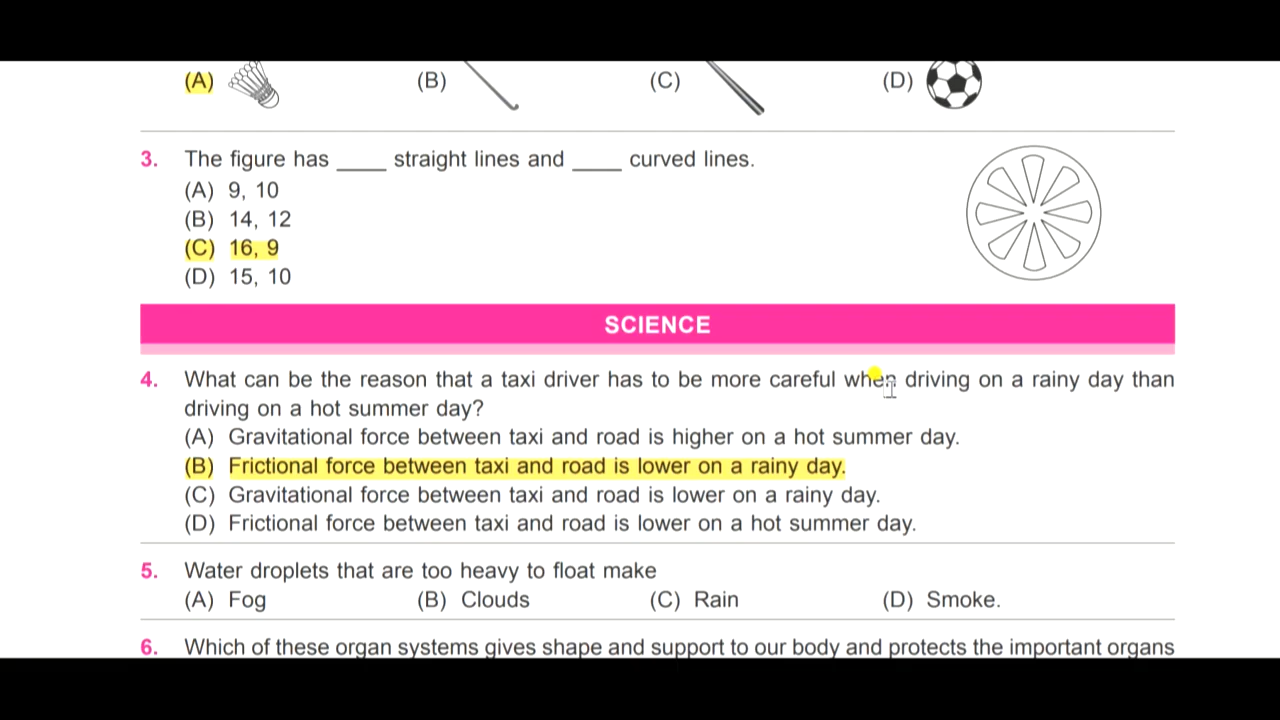 (A) (B) (C) (D)
3. The figure has _____ straight lines and _____ curved lines.
(A) 9, 10
(B) 14, 12
(C) 16, 9
(D) 15, 10
SCIENCE
4. What can be the reason that a taxi driver has to be more careful when driving on a rainy day than
driving on a hot summer day?
(A) Gravitational force between taxi and road is higher on a hot summer day.
(B) Frictional force between taxi and road is lower on a rainy day.
(C) Gravitational force between taxi and road is lower on a rainy day.
(D) Frictional force between taxi and road is lower on a hot summer day.
5. Water droplets that are too heavy to float make
(A) Fog (B) Clouds (C) Rain (D) Smoke.
6. Which of these organ systems gives shape and support to our body and protects the important organs